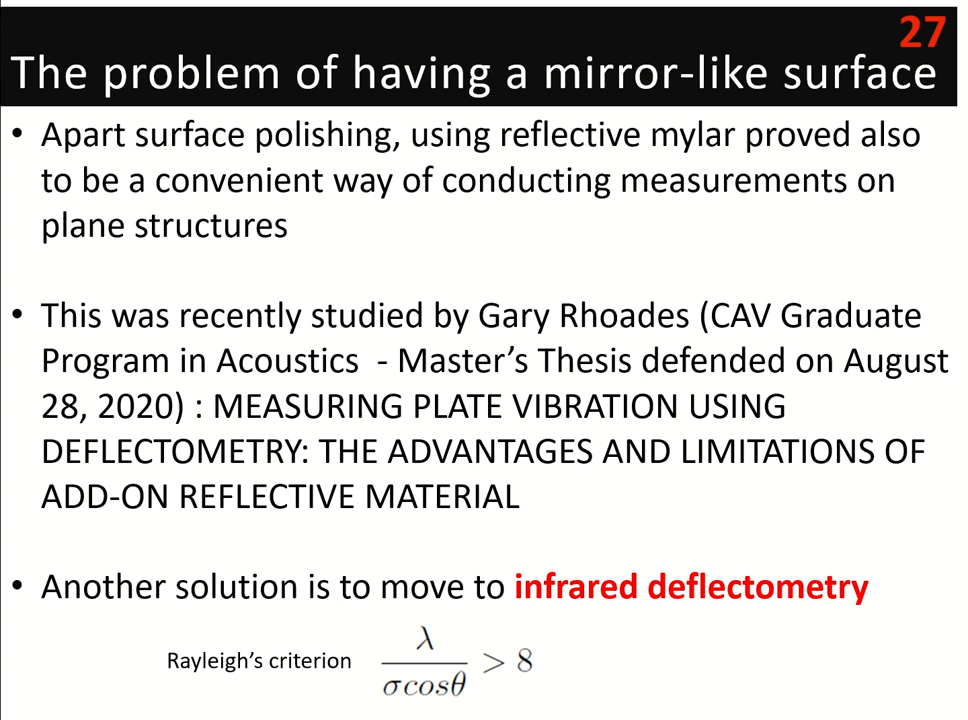 27
The problem of having a mirror-like surface
• Apart surface polishing, using reflective mylar proved also
to be a convenient way of conducting measurements on
plane structures
• This was recently studied by Gary Rhoades (CAV Graduate
Program in Acoustics - Master’s Thesis defended on August
28, 2020) : MEASURING PLATE VIBRATION USING
DEFLECTOMETRY: THE ADVANTAGES AND LIMITATIONS OF
ADD-ON REFLECTIVE MATERIAL
• Another solution is to move to infrared deflectometry
Rayleigh’s criterion λ / σcosθ > 8